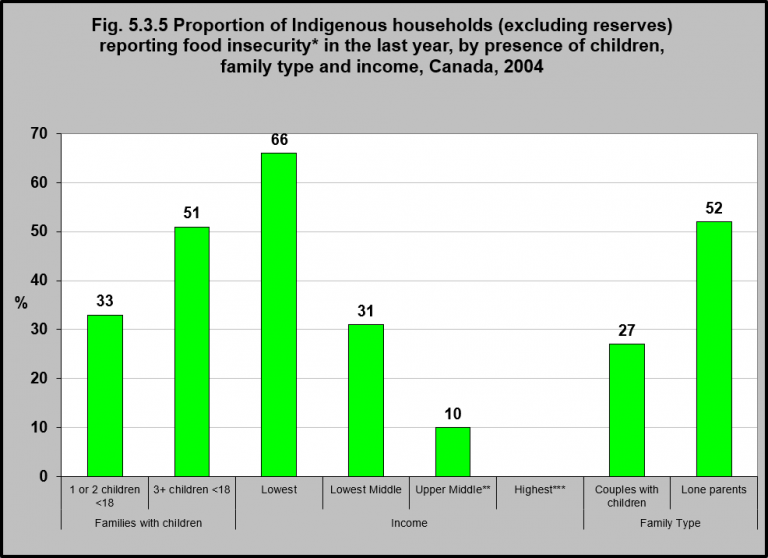 Fig. 5.3.5 Proportion of Indigenous households (excluding reserves)
reporting food insecurity* in the last year, by presence of children,
family type and income, Canada, 2004
70
60
50
40
30
20
10
0
%
33
51
66
31
10
27
52
1 or 2 children
<18
3+ children <18
Lowest
Lowest Middle
Upper Middle**
Highest***
Couples with
children
Lone parents
Families with children
Income
Family Type